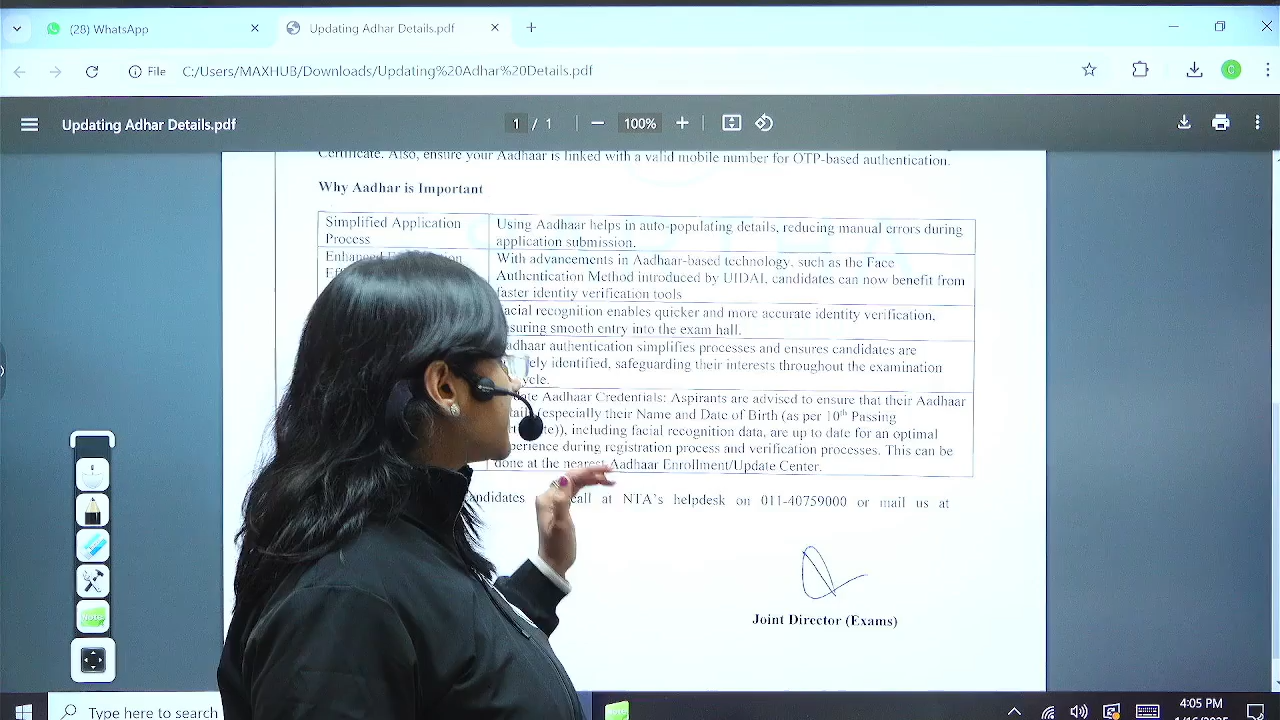 (28) WhatsApp
Updating Adhar Details.pdf
File C:/Users/MAXHUB/Downloads/Updating%20Adhar%20Details.pdf
Updating Adhar Details.pdf
1 / 1
100%
Certificate. Also, ensure your Aadhaar is linked with a valid mobile number for OTP-based authentication.
Why Aadhar is Important
Simplified Application
Process
Using Aadhaar helps in auto-populating details, reducing manual errors during
application submission.
Enhanced
With advancements in Aadhaar-based technology, such as the Face
Authentication Method introduced by UIDAI, candidates can now benefit from
faster identity verification tools
facial recognition enables quicker and more accurate identity verification,
smooth entry into the exam hall.
authentication simplifies processes and ensures candidates are
identified, safeguarding their interests throughout the examination
Aadhaar Credentials: Aspirants are advised to ensure that their Aadhaar
(especially their Name and Date of Birth (as per 10th Passing
including facial recognition data, are up to date for an optimal
during registration process and verification processes. This can be
done at the nearest Aadhaar Enrollment/Update Center.
call at NTA's helpdesk on 011-40759000 or mail us at
Joint Director (Exams)
Notes
Type here to search
4:05 PM